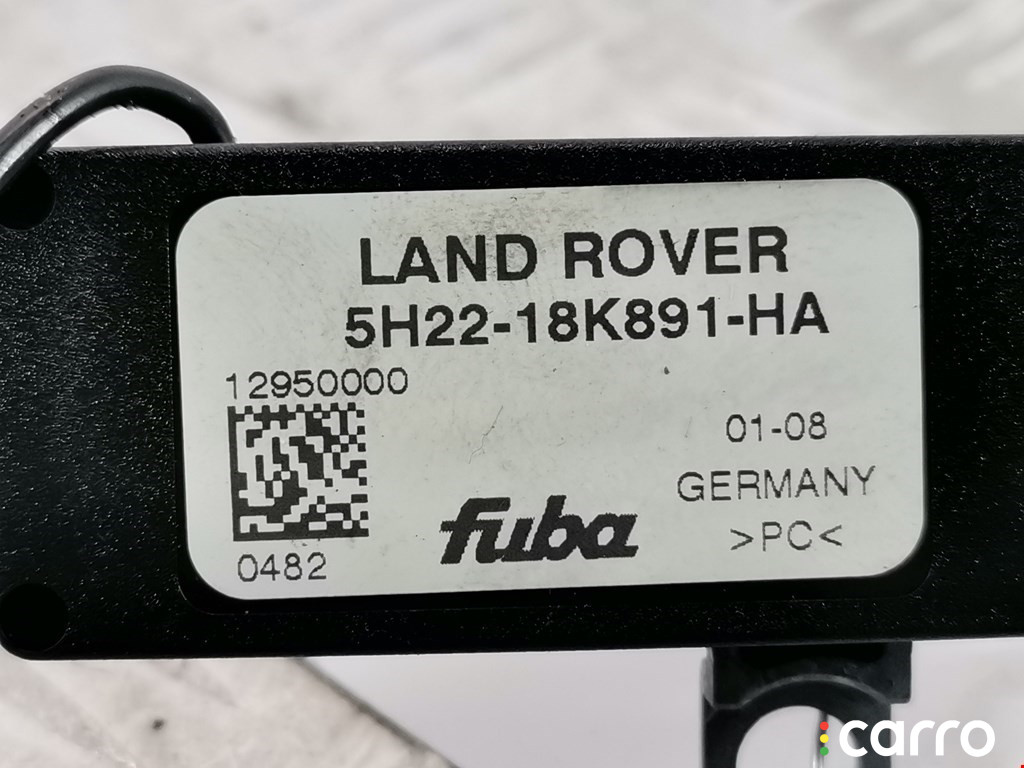 LAND ROVER
5H22-18K891-HA
12950000
01-08
GERMANY
>PC<
0482
fuba
carro